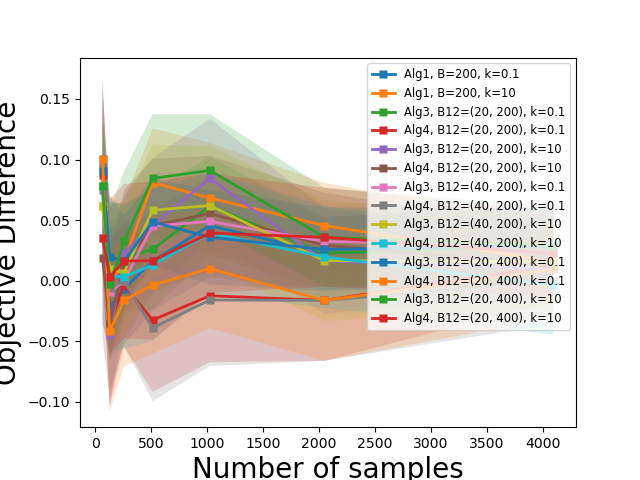 Objective Difference
0.15
0.10
0.05
0.00
−0.05
−0.10
Alg1, B=200, k=0.1
Alg1, B=200, k=10
Alg3, B12=(20, 200), k=0.1
Alg4, B12=(20, 200), k=0.1
Alg3, B12=(20, 200), k=10
Alg4, B12=(20, 200), k=10
Alg3, B12=(40, 200), k=0.1
Alg4, B12=(40, 200), k=0.1
Alg3, B12=(40, 200), k=10
Alg4, B12=(40, 200), k=10
Alg3, B12=(20, 400), k=0.1
Alg4, B12=(20, 400), k=0.1
Alg3, B12=(20, 400), k=10
Alg4, B12=(20, 400), k=10
0 500 1000 1500 2000 2500 3000 3500 4000
Number of samples